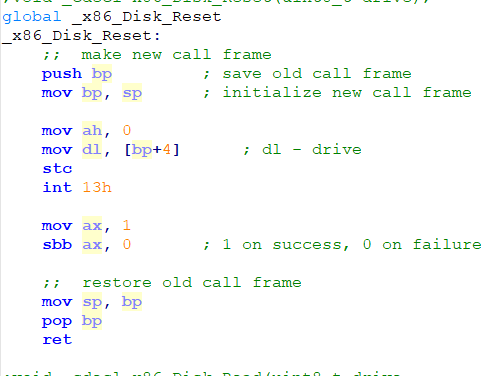 global _x86_Disk_Reset
_x86_Disk_Reset:
;; make new call frame
push bp ; save old call frame
mov bp, sp ; initialize new call frame
mov ah, 0
mov dl, [bp+4] ; dl - drive
stc
int 13h
mov ax, 1
sbb ax, 0 ; 1 on success, 0 on failure
;; restore old call frame
mov sp, bp
pop bp
ret